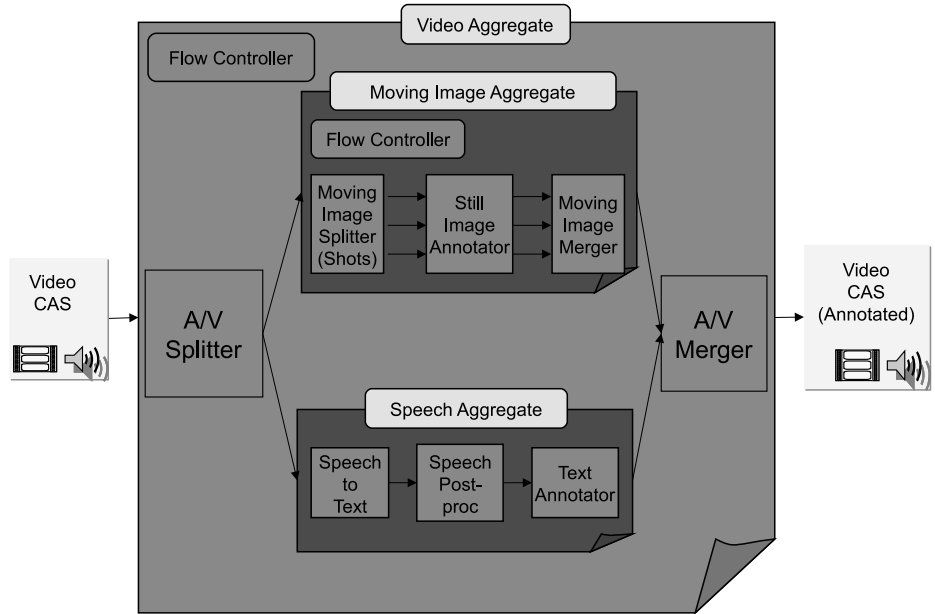 Video Aggregate
Flow Controller
Moving Image Aggregate
Flow Controller
Moving
Image
Splitter
(Shots)
Still
Image
Annotator
Moving
Image
Merger
Video
CAS
A/V
Splitter
A/V
Merger
Video
CAS
(Annotated)
Speech Aggregate
Speech
to
Text
Speech
Post-
proc
Text
Annotator